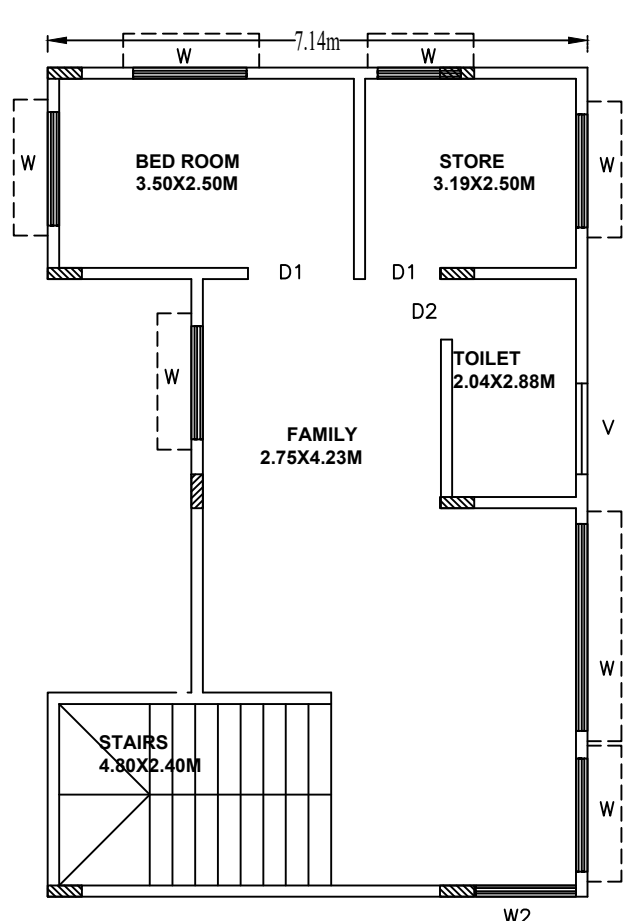 7.14m
W
W
W
BED ROOM
3.50X2.50M
STORE
3.19X2.50M
W
D1
D1
D2
W
TOILET
2.04X2.88M
FAMILY
2.75X4.23M
V
W
STAIRS
4.80X2.40M
W
W2